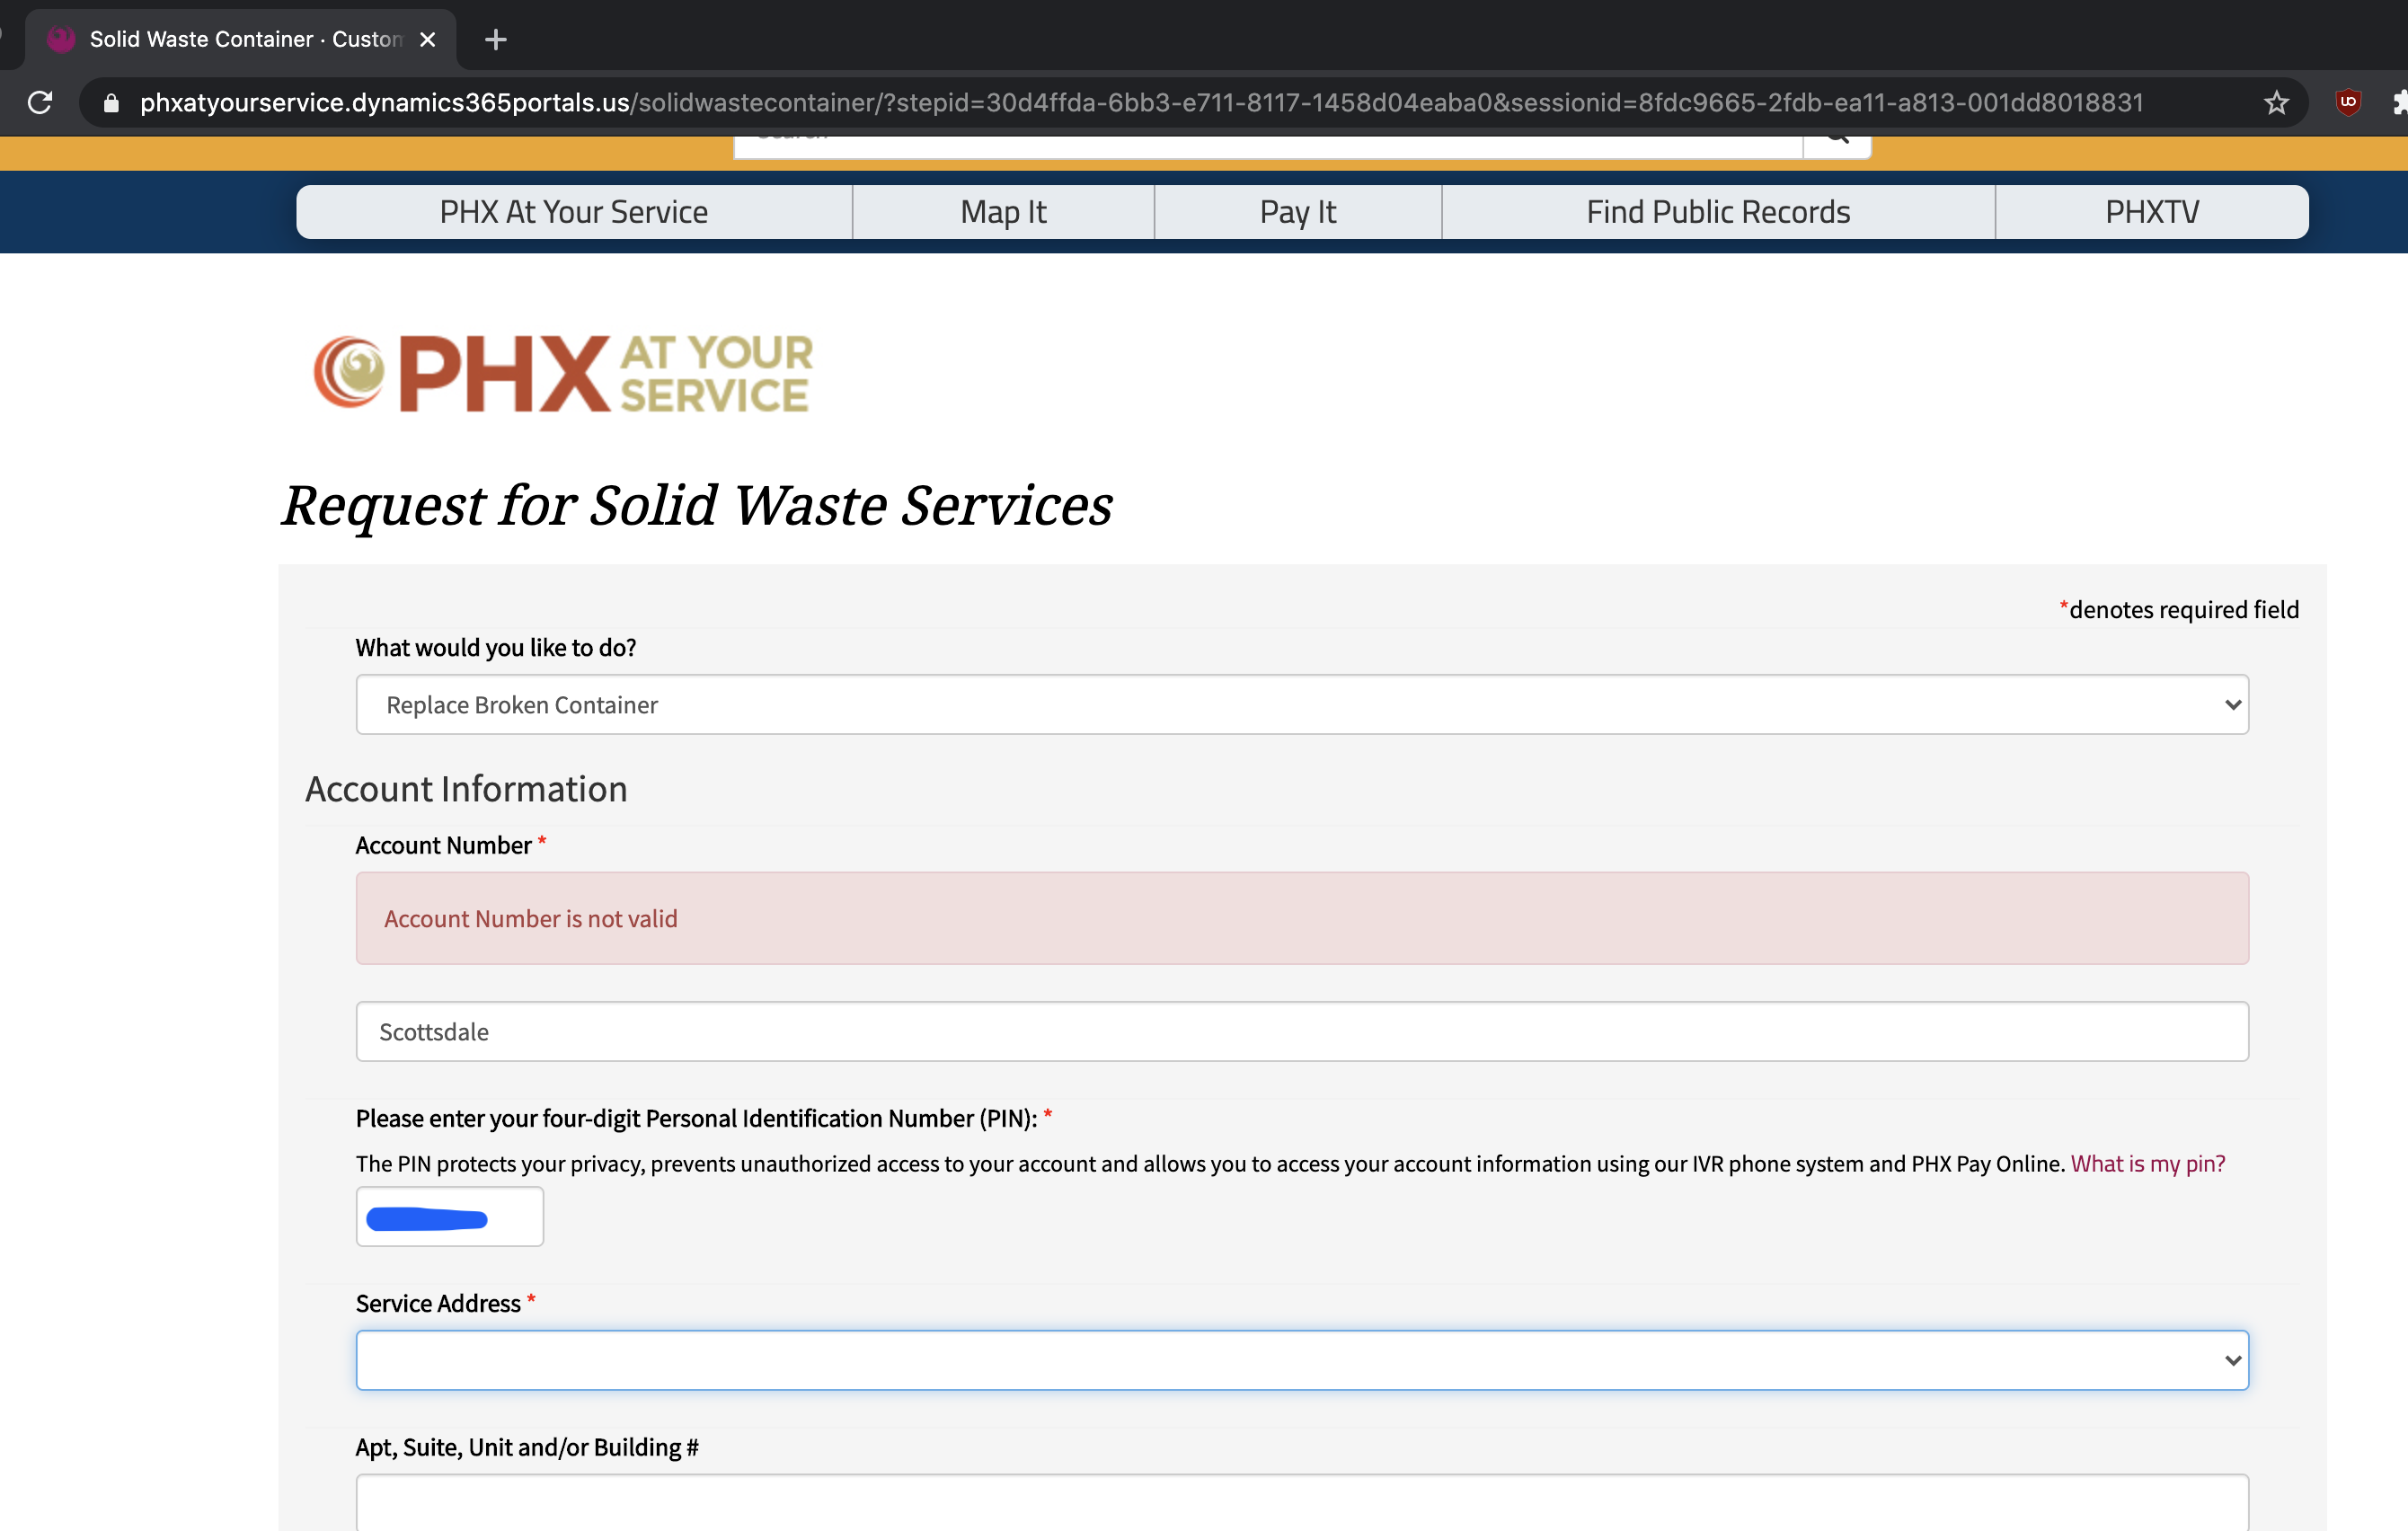 Solid Waste Container · Custom
phxatyourservice.dynamics365portals.us/solidwastecontainer/?stepid=30d4ffda-6bb3-e711-8117-1458d04eaba0&sessionid=8fdc9665-2fdb-ea11-a813-001dd8018831
PHX At Your Service
Map It
Pay It
Find Public Records
PHXTV
PHX AT YOUR
SERVICE
Request for Solid Waste Services
*denotes required field
What would you like to do?
Replace Broken Container
Account Information
Account Number *
Account Number is not valid
Scottsdale
Please enter your four-digit Personal Identification Number (PIN): *
The PIN protects your privacy, prevents unauthorized access to your account and allows you to access your account information using our IVR phone system and PHX Pay Online. What is my pin?
Service Address *
Apt, Suite, Unit and/or Building #